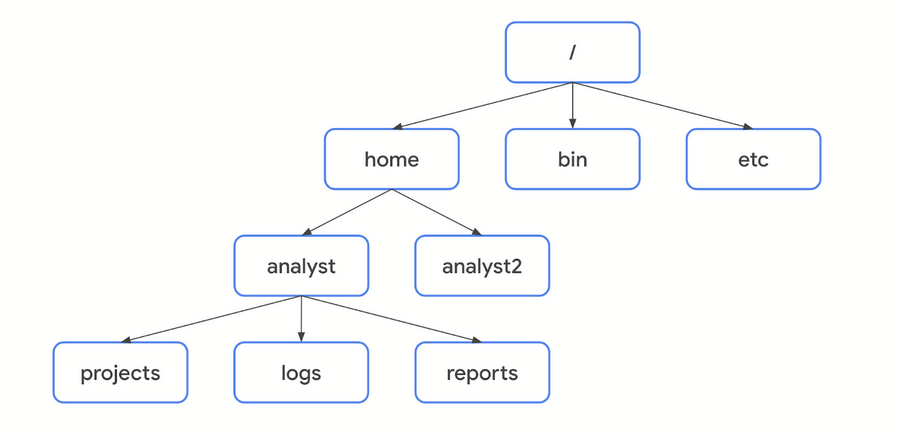 /
home
bin
etc
analyst
analyst2
projects
logs
reports